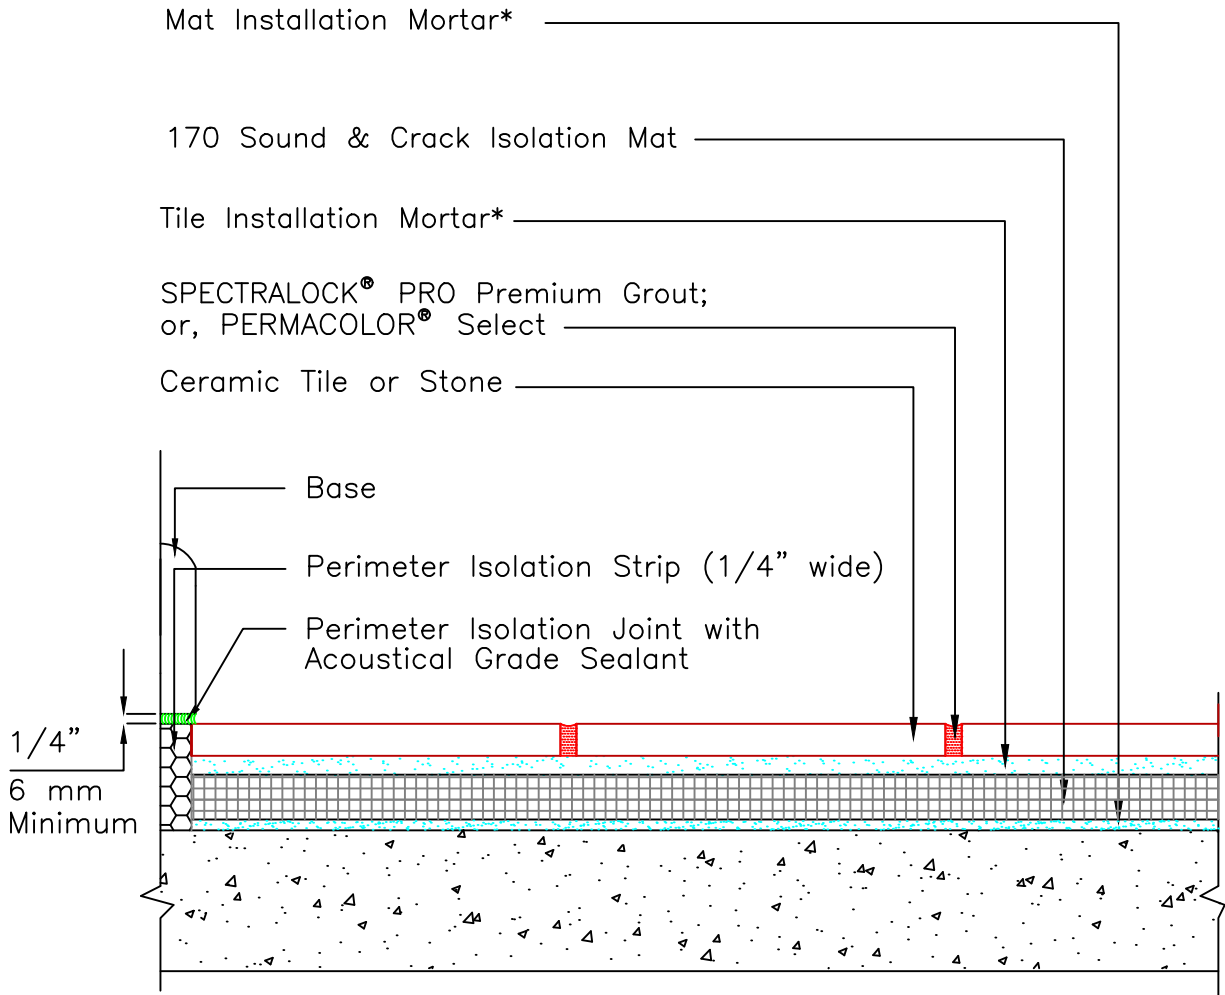 Mat Installation Mortar*
170 Sound & Crack Isolation Mat
Tile Installation Mortar*
SPECTRALOCK® PRO Premium Grout;
or, PERMACOLOR® Select
Ceramic Tile or Stone
Base
Perimeter Isolation Strip (1/4” wide)
Perimeter Isolation Joint with
Acoustical Grade Sealant
1/4”
6 mm
Minimum